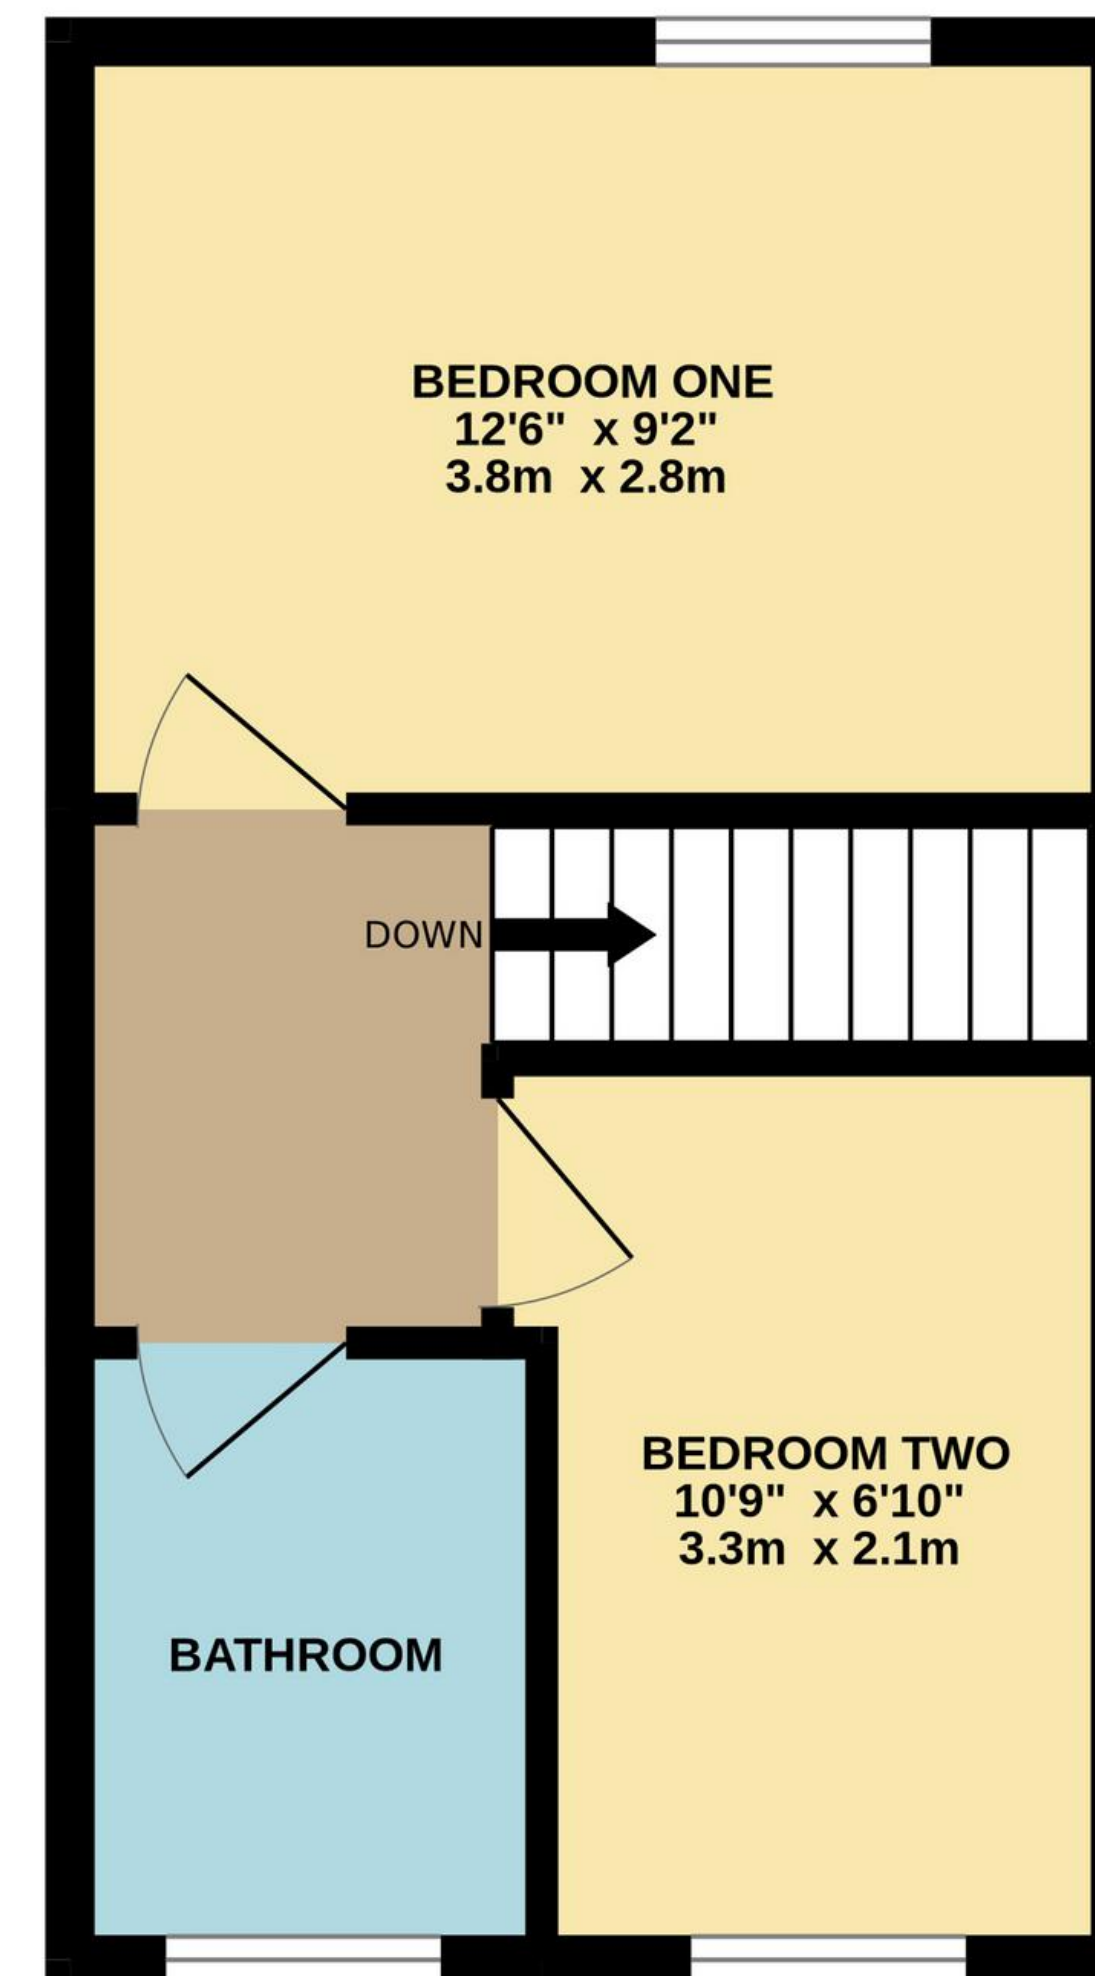 BEDROOM ONE
12'6"  x 9'2"
3.8m  x 2.8m
DOWN
BEDROOM TWO
10'9"  x 6'10"
3.3m  x 2.1m
BATHROOM